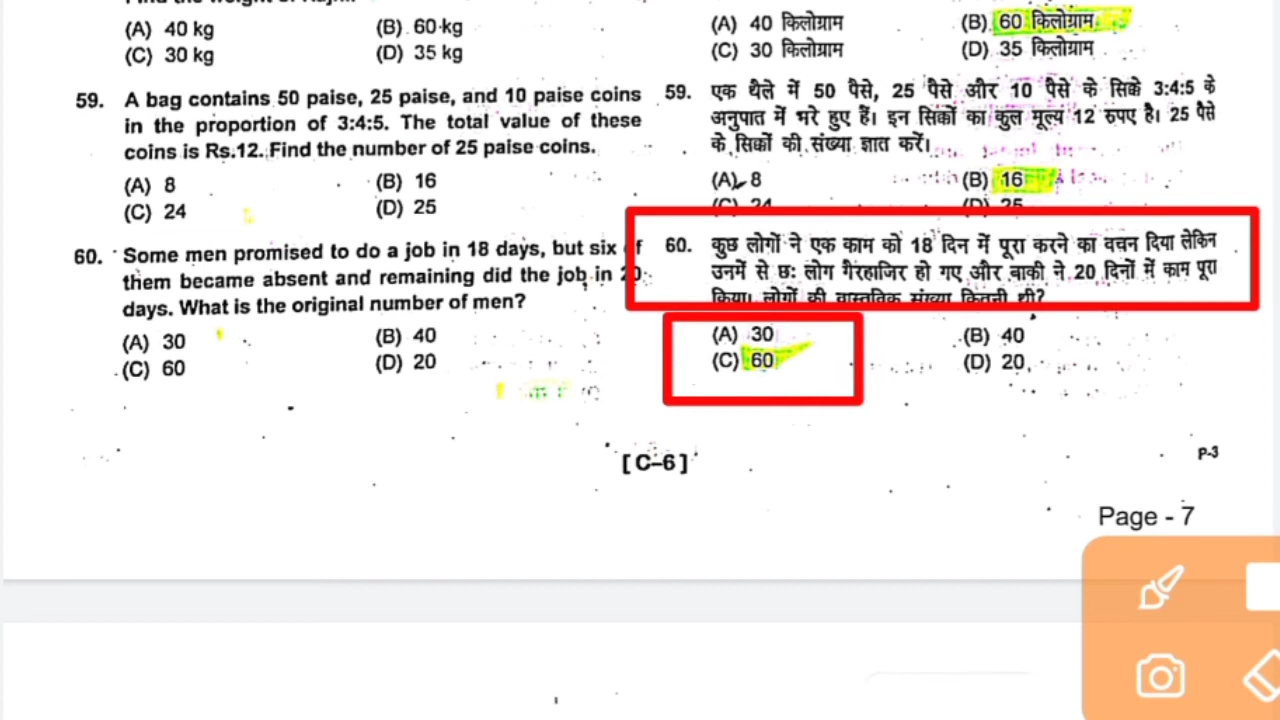 (A) 40 kg
(B) 60 kg
(C) 30 kg
(D) 35 kg
59. A bag contains 50 paise, 25 paise, and 10 paise coins
in the proportion of 3:4:5. The total value of these
coins is Rs.12. Find the number of 25 paise coins.
(A) 8
(B) 16
(C) 24
(D) 25
60. Some men promised to do a job in 18 days, but six of
them became absent and remaining did the job in 20
days. What is the original number of men?
(A) 30
(B) 40
(C) 60
(D) 20
(A) 40 किलोग्राम
(B) 60 किलोग्राम
(C) 30 किलोग्राम
(D) 35 किलोग्राम
59. एक थैले में 50 पैसे, 25 पैसे और 10 पैसे के सिक्के 3:4:5 के
अनुपात में भरे हुए हैं। इन सिक्कों का कुल मूल्य 12 रुपए है। 25 पैसे
के सिक्कों की संख्या ज्ञात करें।
(A) 8
(B) 16
(C) 24
(D) 25
60. कुछ लोगों ने एक काम को 18 दिन में पूरा करने का वचन दिया लेकिन
उनमें से छः लोग गैरहाजिर हो गए और बाकी ने 20 दिनों में काम पूरा
किया। लोगों की वास्तविक संख्या कितनी थी?
(A) 30
(B) 40
(C) 60
(D) 20
[C-6]
P-3
Page - 7